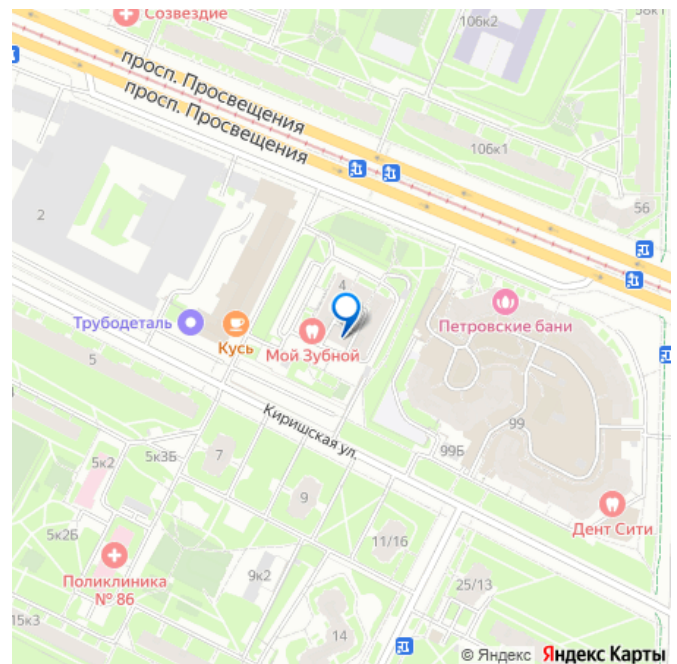 Созвездие
106к2
просп. Просвещения
просп. Просвещения
106к1
56
2
4
Петровские бани
Трубодеталь
Кусь
Мой Зубной
5
99
Киришская ул.
99Б
5к2
5к3Б
7
9
Дент Сити
5к2Б
11/16
Поликлиника
№ 86
9к2
25/13
15к3
14
© Яндекс Яндекс Карты